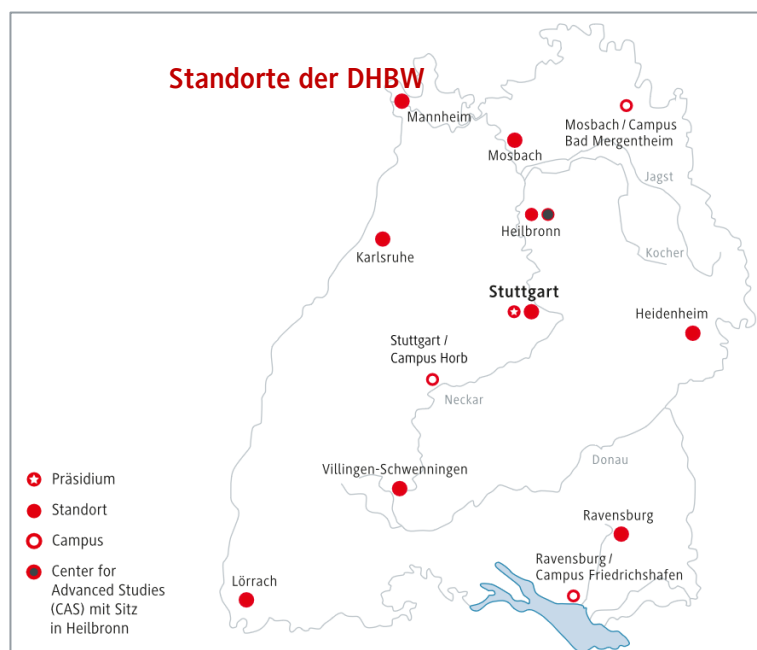 Standorte der DHBW
Mannheim
Mosbach / Campus
Bad Mergentheim
Mosbach
Jagst
Heilbronn
Kocher
Karlsruhe
Stuttgart
Heidenheim
Stuttgart /
Campus Horb
Neckar
Villingen-Schwenningen
Donau
Ravensburg
Ravensburg /
Campus Friedrichshafen
Lörrach
Präsidium
Standort
Campus
Center for
Advanced Studies
(CAS) mit Sitz
in Heilbronn